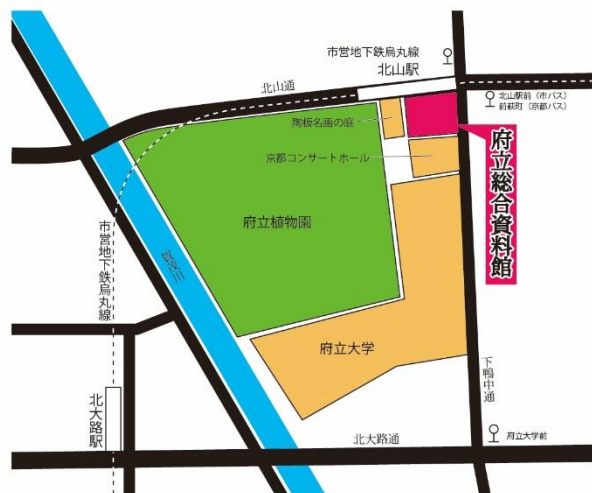 市営地下鉄烏丸線
北山駅
北山通
北山駅前（市バス）
前萩町（京都バス）
陶板名画の庭
京都コンサートホール
府立総合資料館
府立植物園
市営地下鉄烏丸線
賀茂川
府立大学
下鴨中通
北大路駅
北大路通
府立大学前